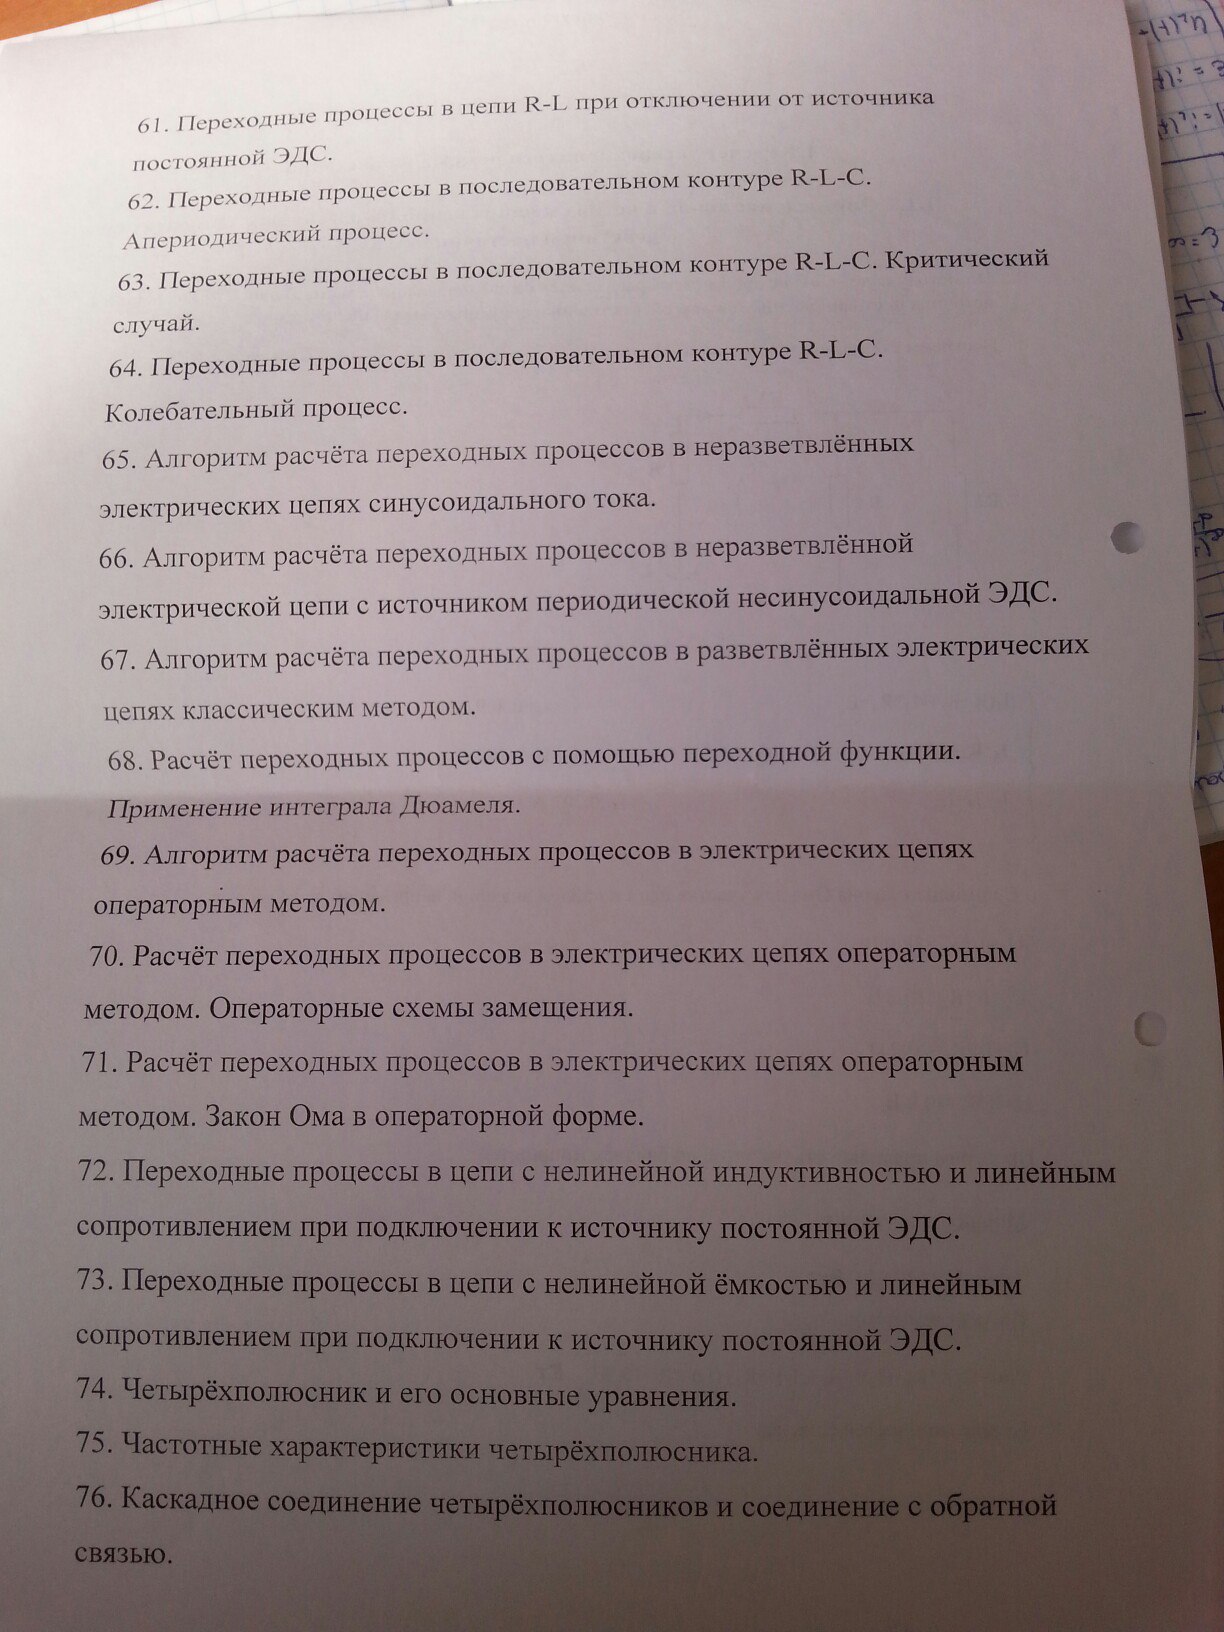 61. Переходные процессы в цепи R-L при отключении от источника
постоянной ЭДС.
62. Переходные процессы в последовательном контуре R-L-C.
Апериодический процесс.
63. Переходные процессы в последовательном контуре R-L-C. Критический
случай.
64. Переходные процессы в последовательном контуре R-L-C.
Колебательный процесс.
65. Алгоритм расчёта переходных процессов в неразветвлённых
электрических цепях синусоидального тока.
66. Алгоритм расчёта переходных процессов в неразветвлённой
электрической цепи с источником периодической несинусоидальной ЭДС.
67. Алгоритм расчёта переходных процессов в разветвлённых электрических
цепях классическим методом.
68. Расчёт переходных процессов с помощью переходной функции.
Применение интеграла Дюамеля.
69. Алгоритм расчёта переходных процессов в электрических цепях
операторным методом.
70. Расчёт переходных процессов в электрических цепях операторным
методом. Операторные схемы замещения.
71. Расчёт переходных процессов в электрических цепях операторным
методом. Закон Ома в операторной форме.
72. Переходные процессы в цепи с нелинейной индуктивностью и линейным
сопротивлением при подключении к источнику постоянной ЭДС.
73. Переходные процессы в цепи с нелинейной ёмкостью и линейным
сопротивлением при подключении к источнику постоянной ЭДС.
74. Четырёхполюсник и его основные уравнения.
75. Частотные характеристики четырёхполюсника.
76. Каскадное соединение четырёхполюсников и соединение с обратной
связью.